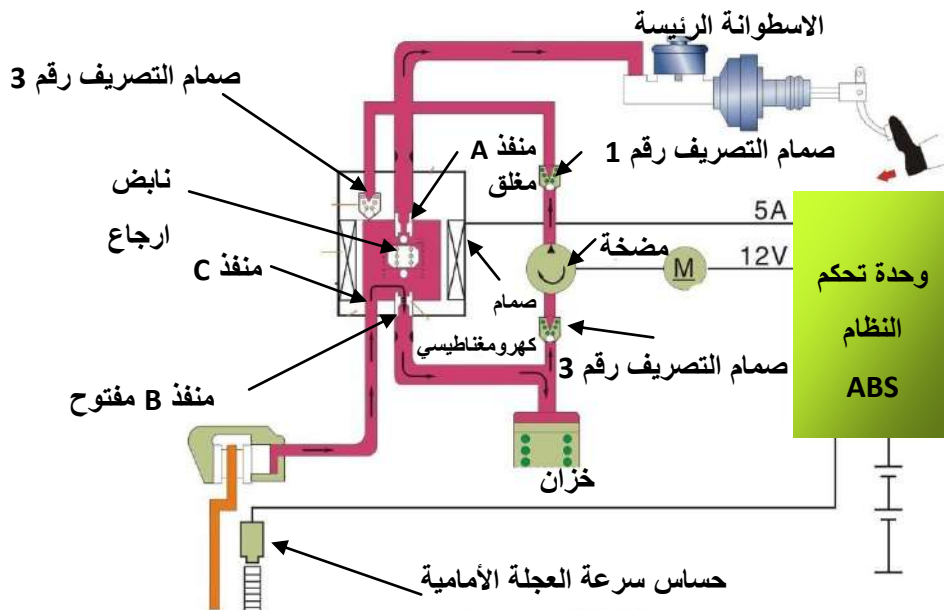 الاسطوانة الرئيسة
صمام التصريف رقم 3
منفذ A
مغلق
صمام التصريف رقم 1
نابض
ارجاع
5A
مضخة
12V
M
منفذ C
صمام
كهرومغناطيسي
وحدة تحكم
النظام
ABS
صمام التصريف رقم 3
منفذ B مفتوح
خزان
حساس سرعة العجلة الأمامية